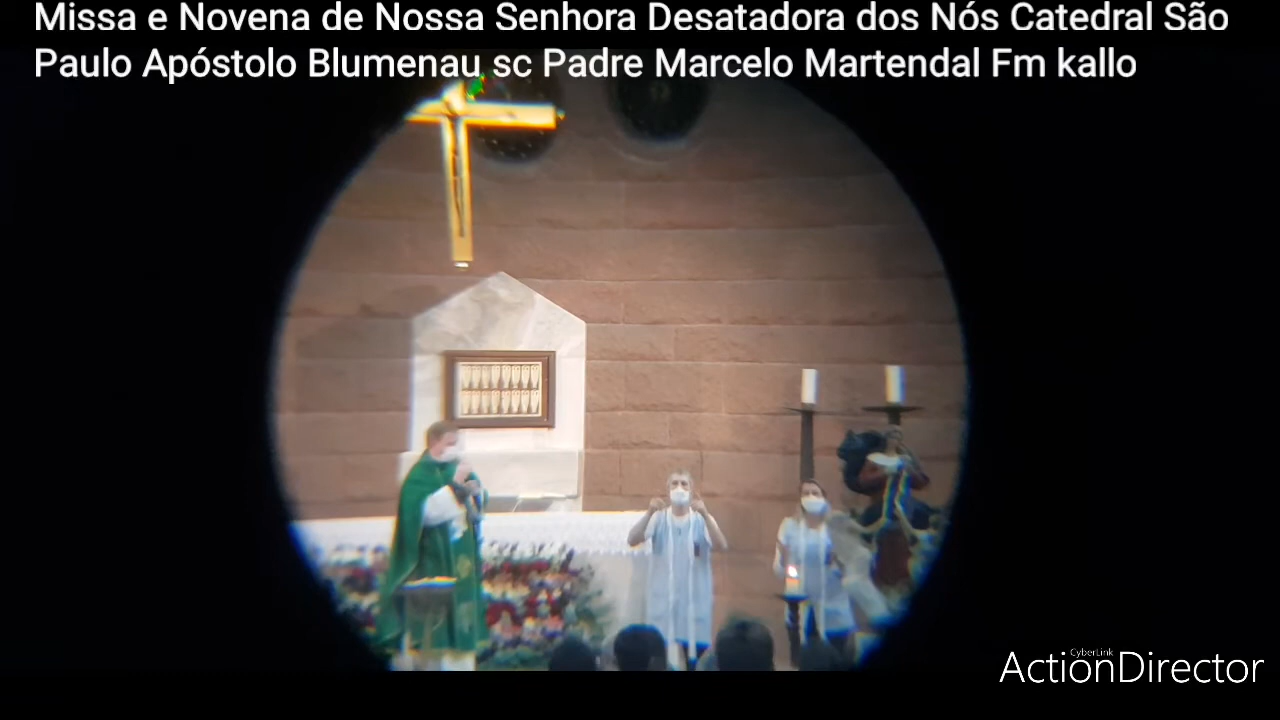 Missa e Novena de Nossa Senhora Desatadora dos Nós Catedral São
Paulo Apóstolo Blumenau sc Padre Marcelo Martendal Fm kallo
CyberLink
ActionDirector